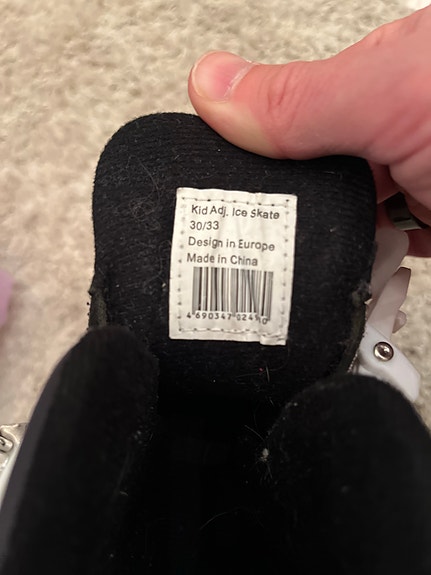 Kid Adj. Ice Skate
30/33
Design in Europe
Made in China